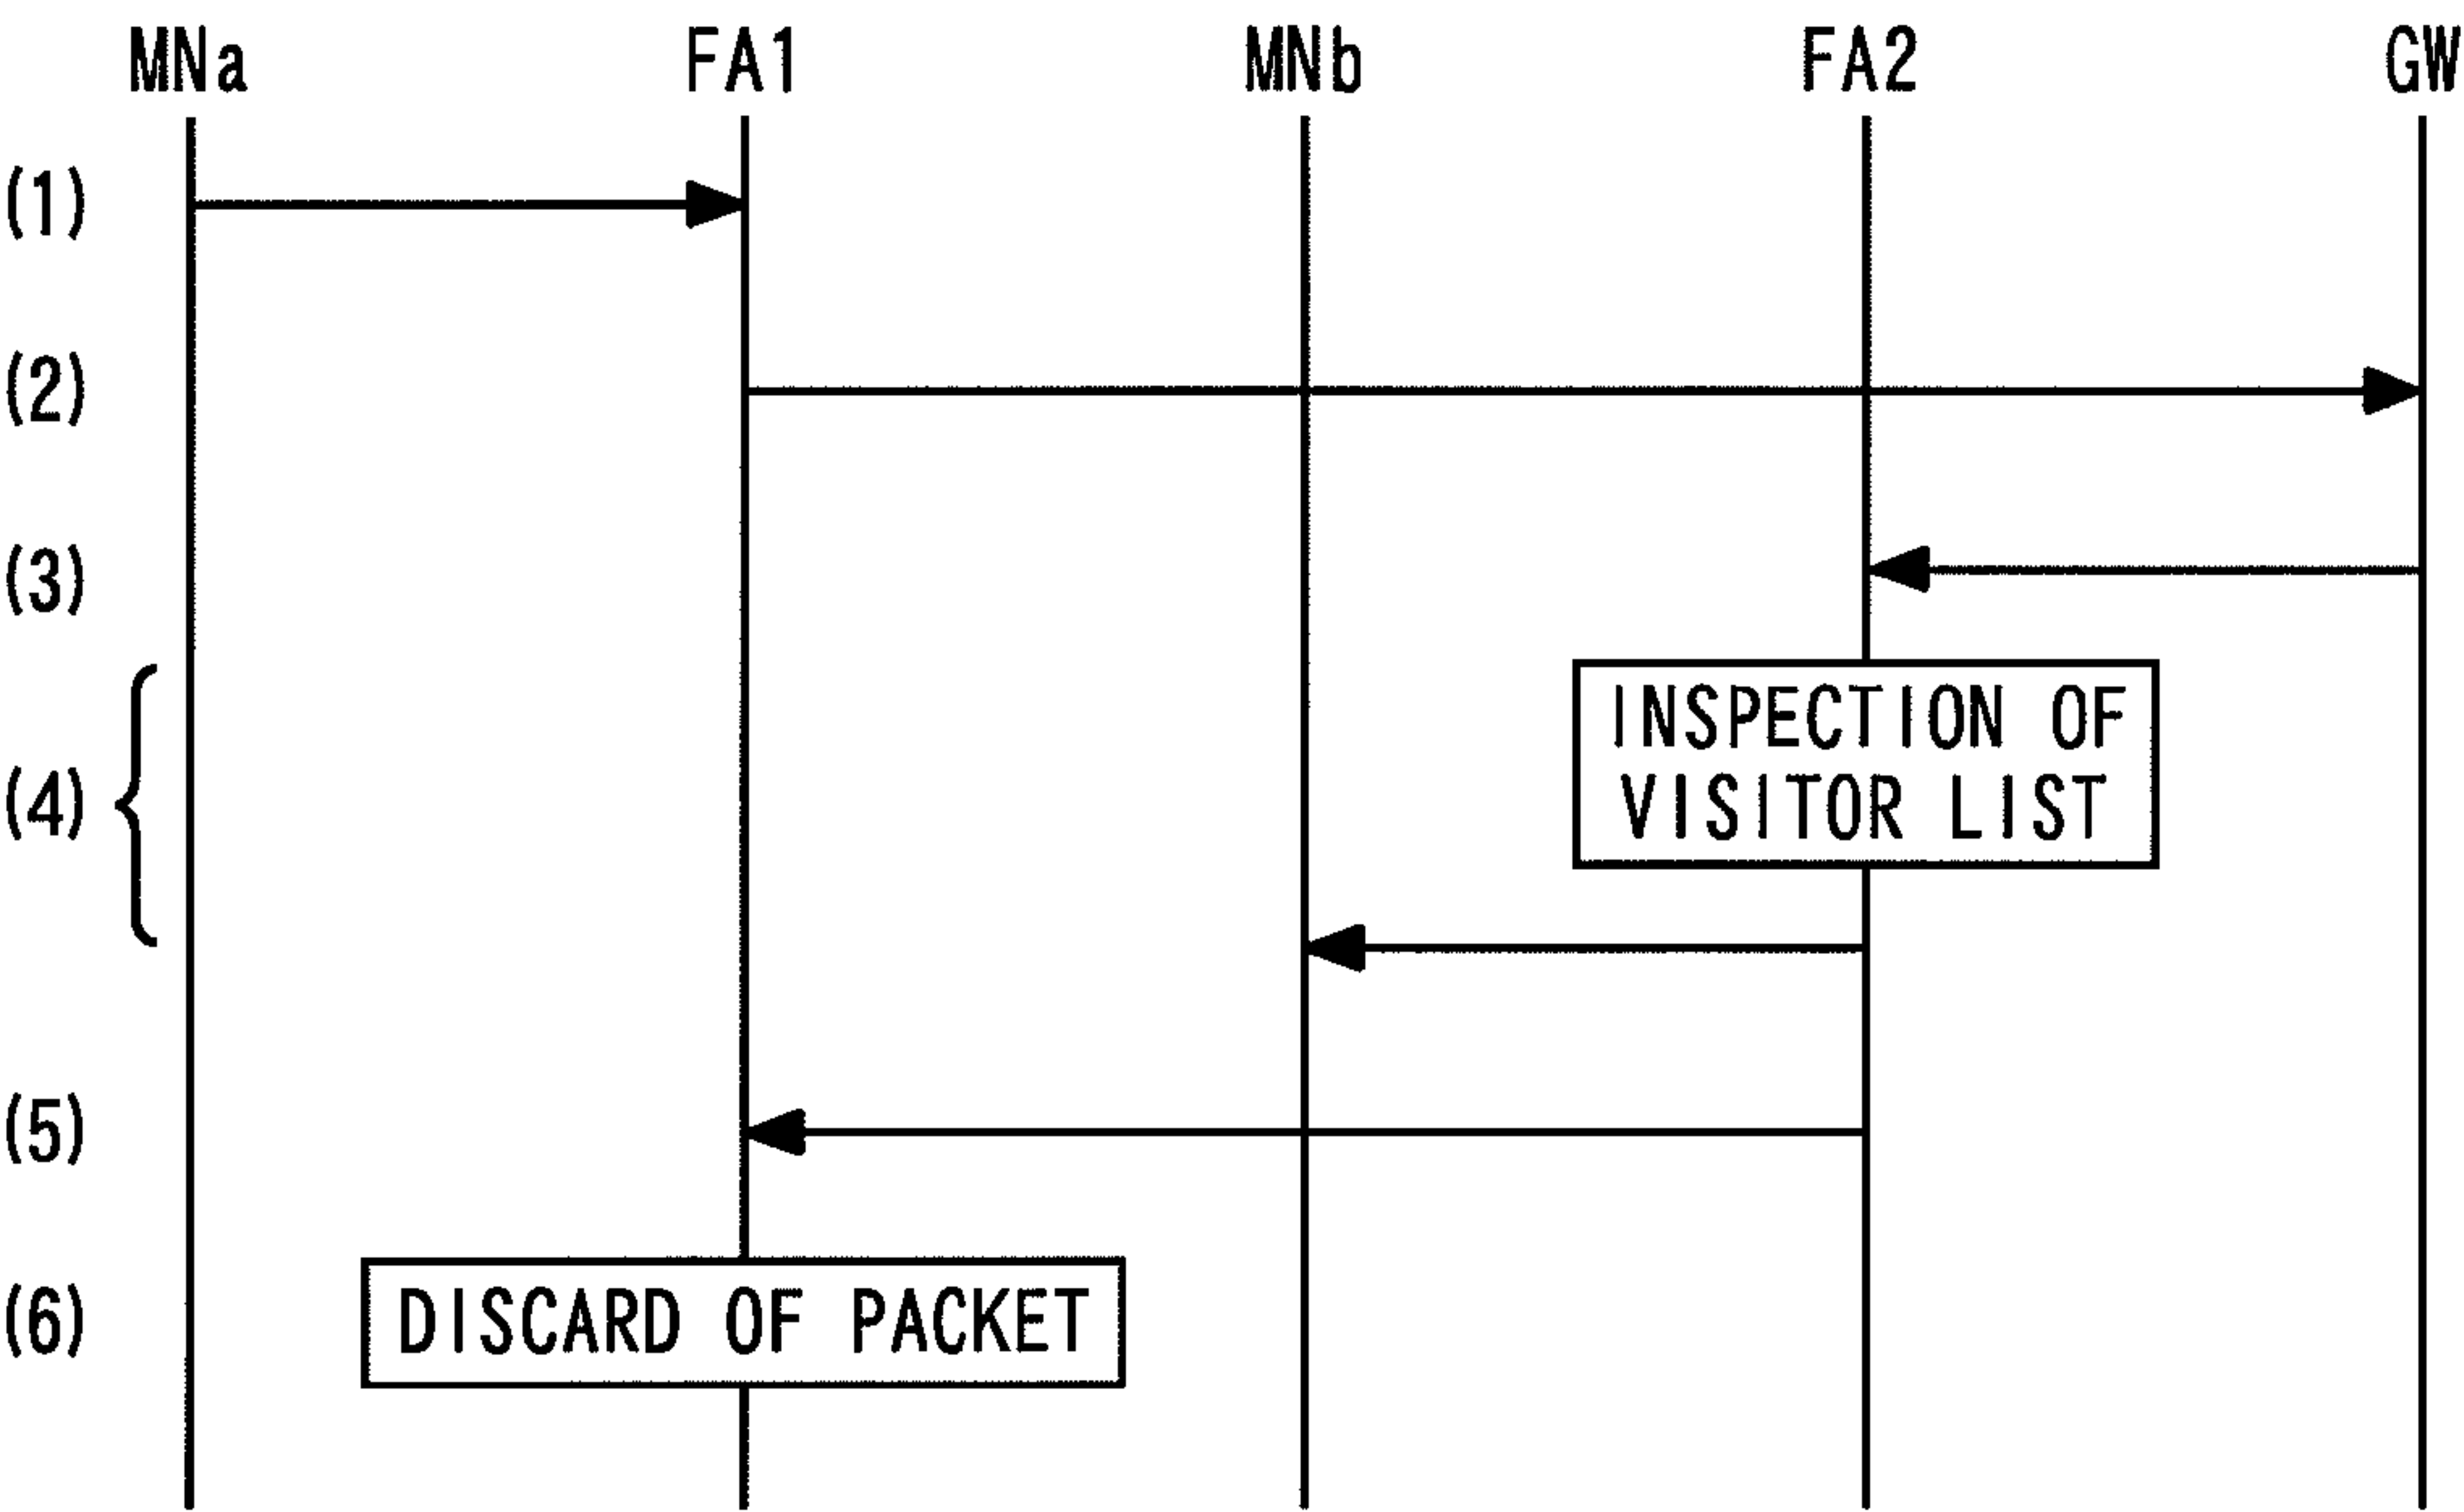 MNa FA1 MNb FA2 GW
(1)
(2)
(3)
(4)
INSPECTION OF
VISITOR LIST
(5)
(6)
DISCARD OF PACKET